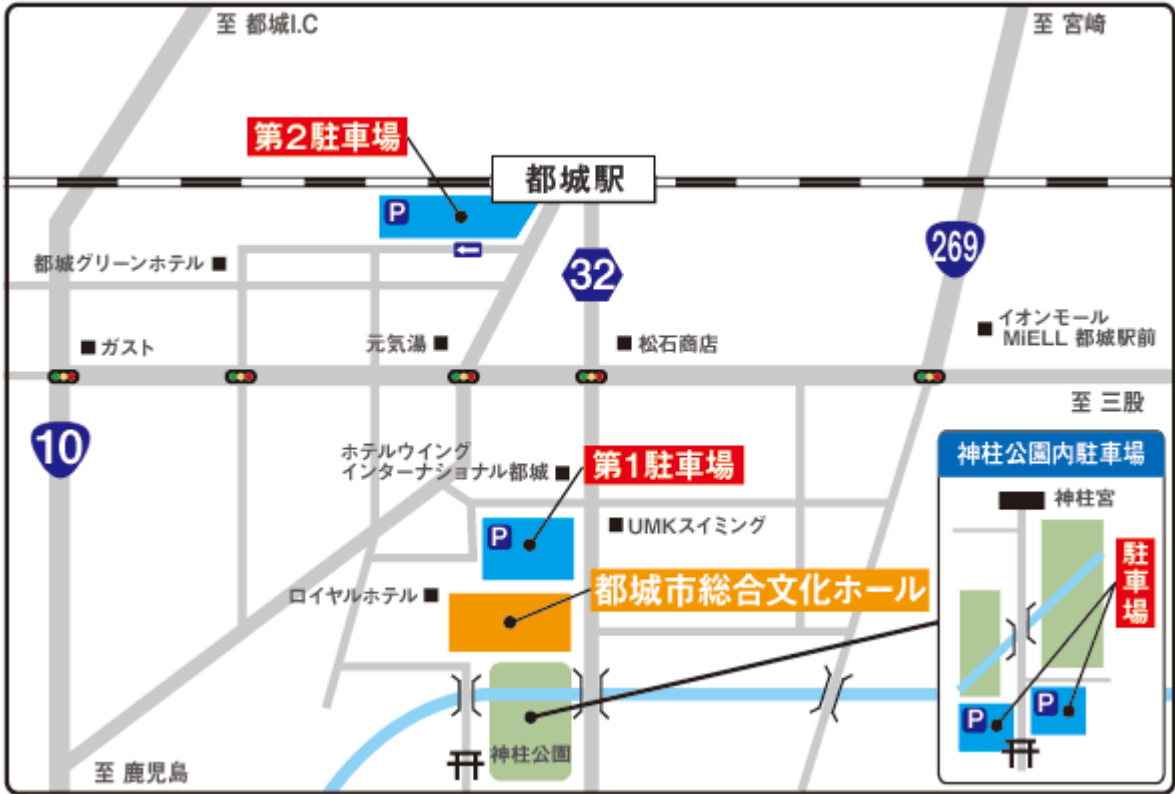 至 都城I.C
至 宮崎
第2駐車場
都城駅
P
269
都城グリーンホテル
32
イオンモール
MiELL 都城駅前
ガスト
元気湯
松石商店
至 三股
10
ホテルウイング
インターナショナル都城
第1駐車場
神柱公園内駐車場
神柱宮
P
UMKスイミング
駐車場
ロイヤルホテル
都城市総合文化ホール
P
P
神柱公園
至 鹿児島